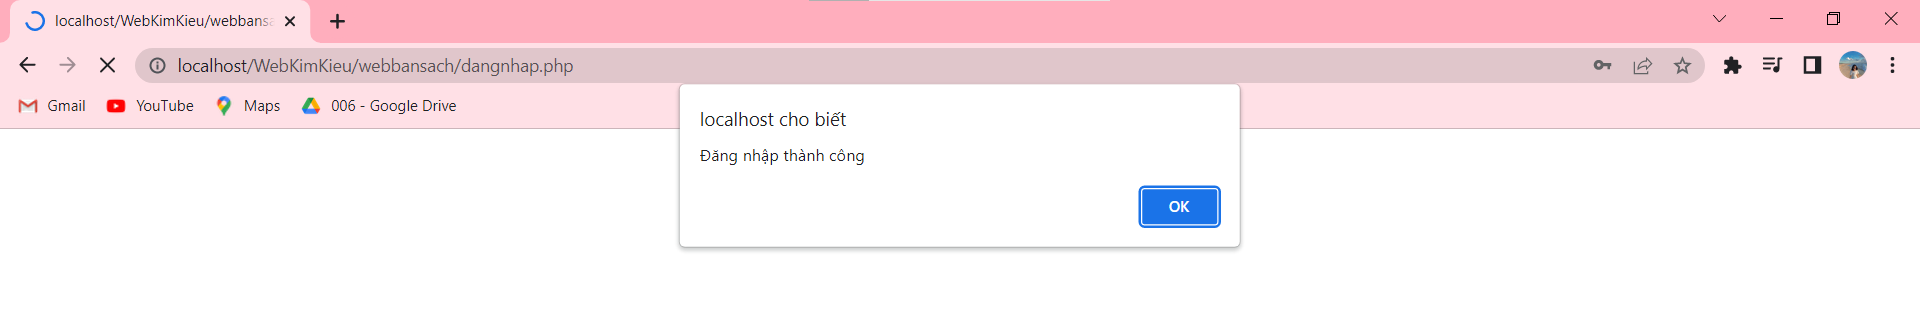 localhost/WebKimKieu/webbansa
localhost/WebKimKieu/webbansach/dangnhap.php
Gmail YouTube Maps 006 - Google Drive
localhost cho biết
Đăng nhập thành công
OK